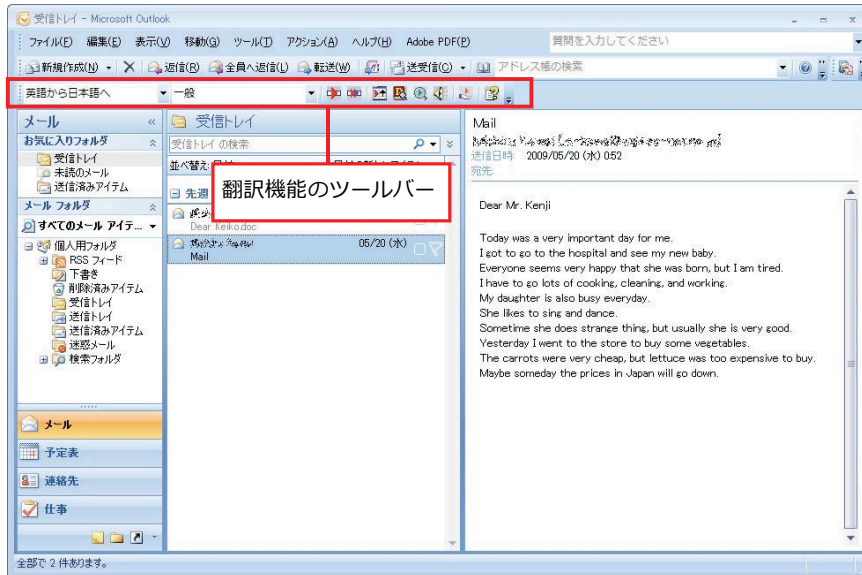 受信トレイ - Microsoft Outlook
ファイル(F) 編集(E) 表示(V) 移動(G) ツール(T) アクション(A) ヘルプ(H) Adobe PDF(P) 質問を入力してください
新規作成(N) 返信(R) 全員へ返信(L) 転送(W) 送受信(C) アドレス帳の検索
英語から日本語へ 一般
メール
お気に入りフォルダ
受信トレイ
未読のメール
送信済みアイテム
メール フォルダ
すべてのメール アイテ...
個人用フォルダ
RSS フィード
下書き
削除済みアイテム
受信トレイ
送信トレイ
送信済みアイテム
迷惑メール
検索フォルダ
メール
予定表
連絡先
仕事
受信トレイ
受信トレイ の検索
並べ替え:
先週
Dear Keiko.doc
05/20 (水)
Mail
翻訳機能のツールバー
Mail
送信日時: 2009/05/20 (水) 0:52
宛先:
Dear Mr. Kenji
Today was a very important day for me.
I got to go to the hospital and see my new baby.
Everyone seems very happy that she was born, but I am tired.
I have to go lots of cooking, cleaning, and working.
My daughter is also busy everyday.
She likes to sing and dance.
Sometime she does strange thing, but usually she is very good.
Yesterday I went to the store to buy some vegetables.
The carrots were very cheap, but lettuce was too expensive to buy.
Maybe someday the prices in Japan will go down.
全部で 2 件あります。